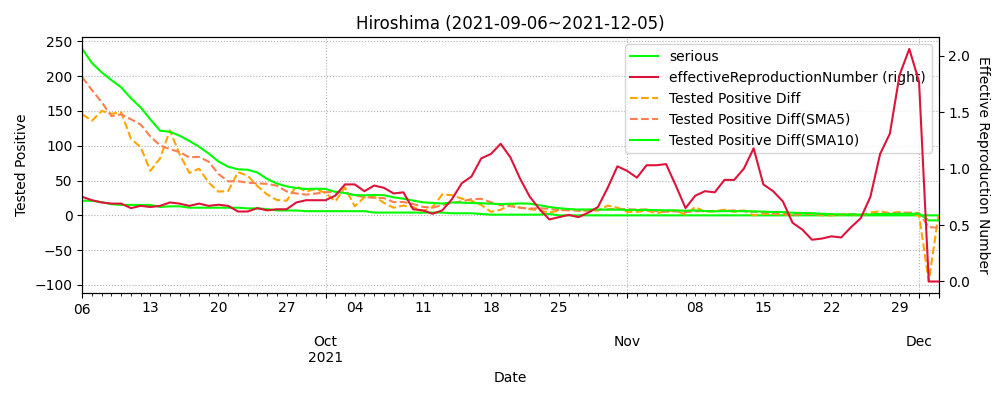 Hiroshima (2021-09-06~2021-12-05)
250
200
150
100
50
0
−50
−100
Tested Positive
serious
effectiveReproductionNumber (right)
Tested Positive Diff
Tested Positive Diff(SMA5)
Tested Positive Diff(SMA10)
2.0
1.5
1.0
0.5
0.0
Effective Reproduction Number
06 13 20 27 04 11 18 25 08 15 22 29
Oct Nov Dec
2021
Date